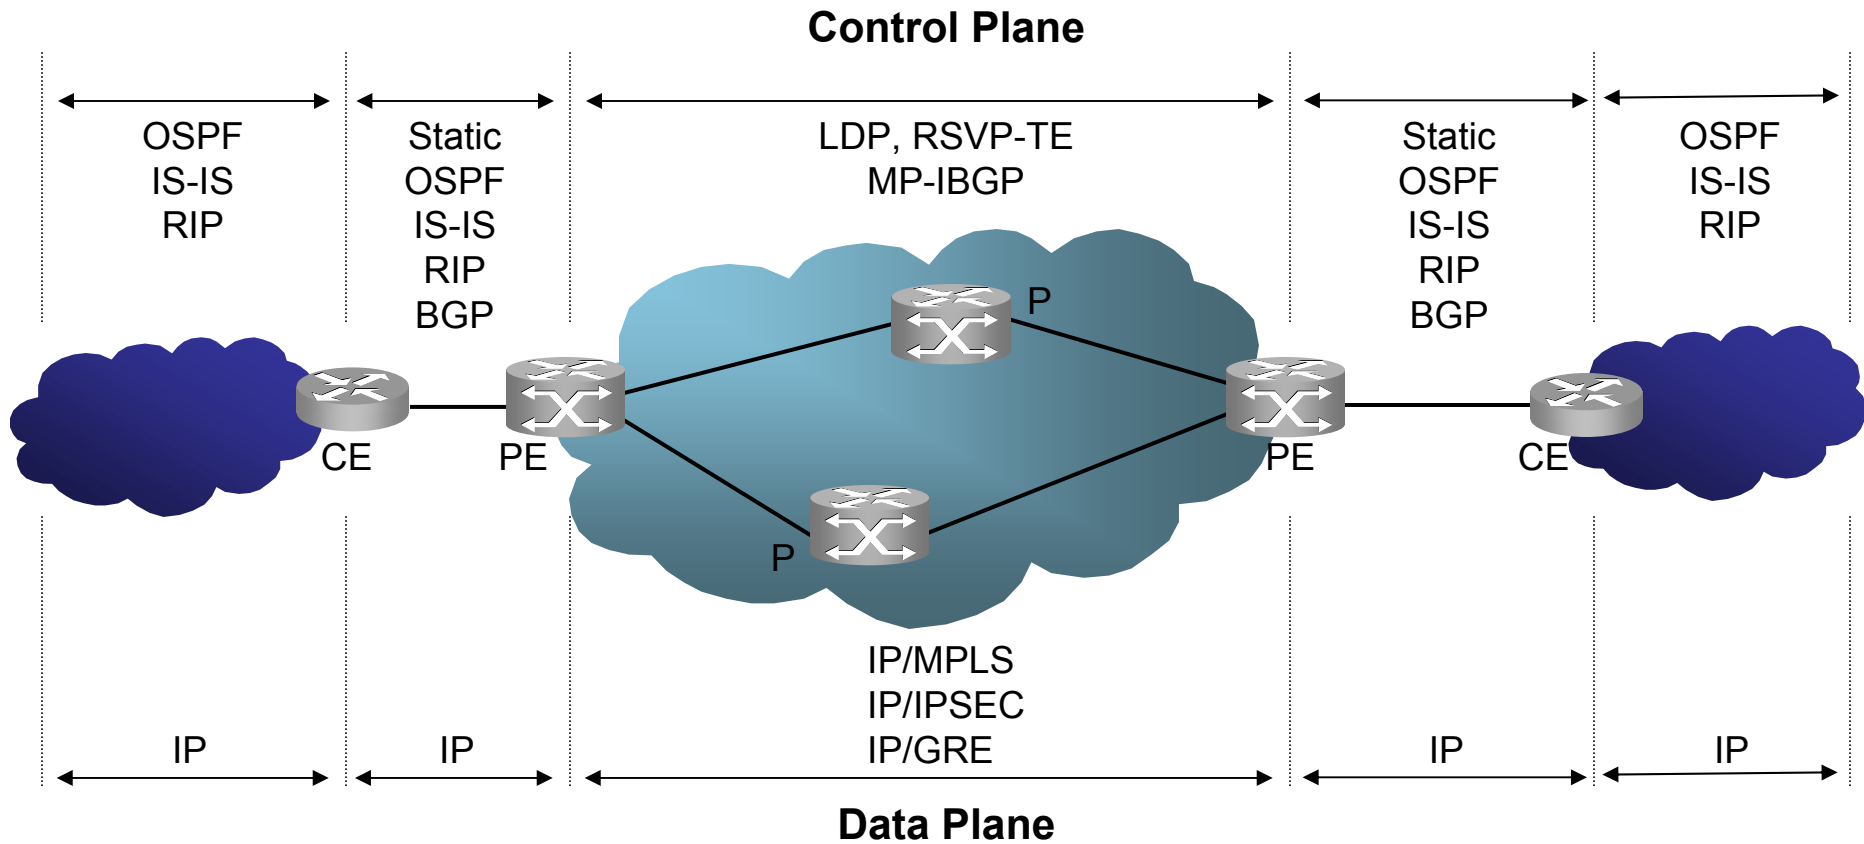 Control Plane
OSPF
IS-IS
RIP
Static
OSPF
IS-IS
RIP
BGP
LDP, RSVP-TE
MP-IBGP
Static
OSPF
IS-IS
RIP
BGP
OSPF
IS-IS
RIP
P
CE
PE
PE
CE
P
IP
IP
IP/MPLS
IP/IPSEC
IP/GRE
IP
IP
Data Plane